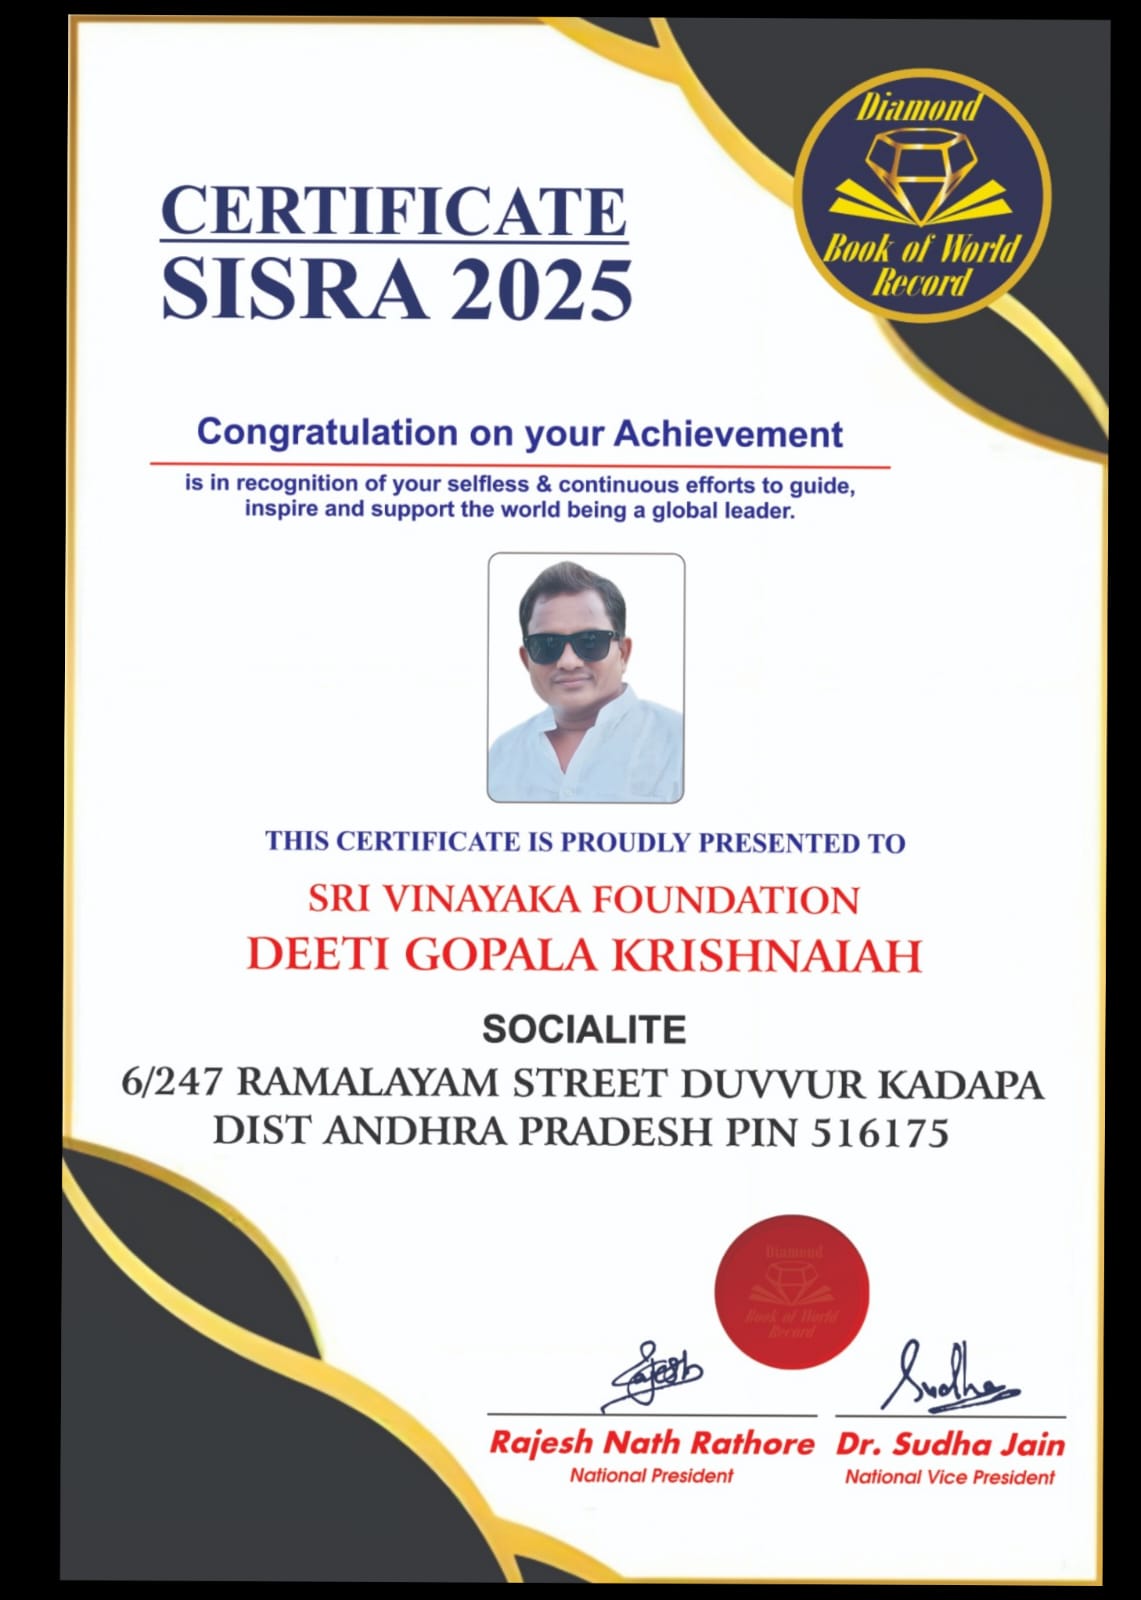 Diamond
Book of World
Record
CERTIFICATE
SISRA 2025
Congratulation on your Achievement
is in recognition of your selfless & continuous efforts to guide,
inspire and support the world being a global leader.
THIS CERTIFICATE IS PROUDLY PRESENTED TO
SRI VINAYAKA FOUNDATION
DEETI GOPALA KRISHNAIAH
SOCIALITE
6/247 RAMALAYAM STREET DUVVUR KADAPA
DIST ANDHRA PRADESH PIN 516175
Diamond
Book of World
Record
Rajesh
Sudha
Rajesh Nath Rathore
National President
Dr. Sudha Jain
National Vice President